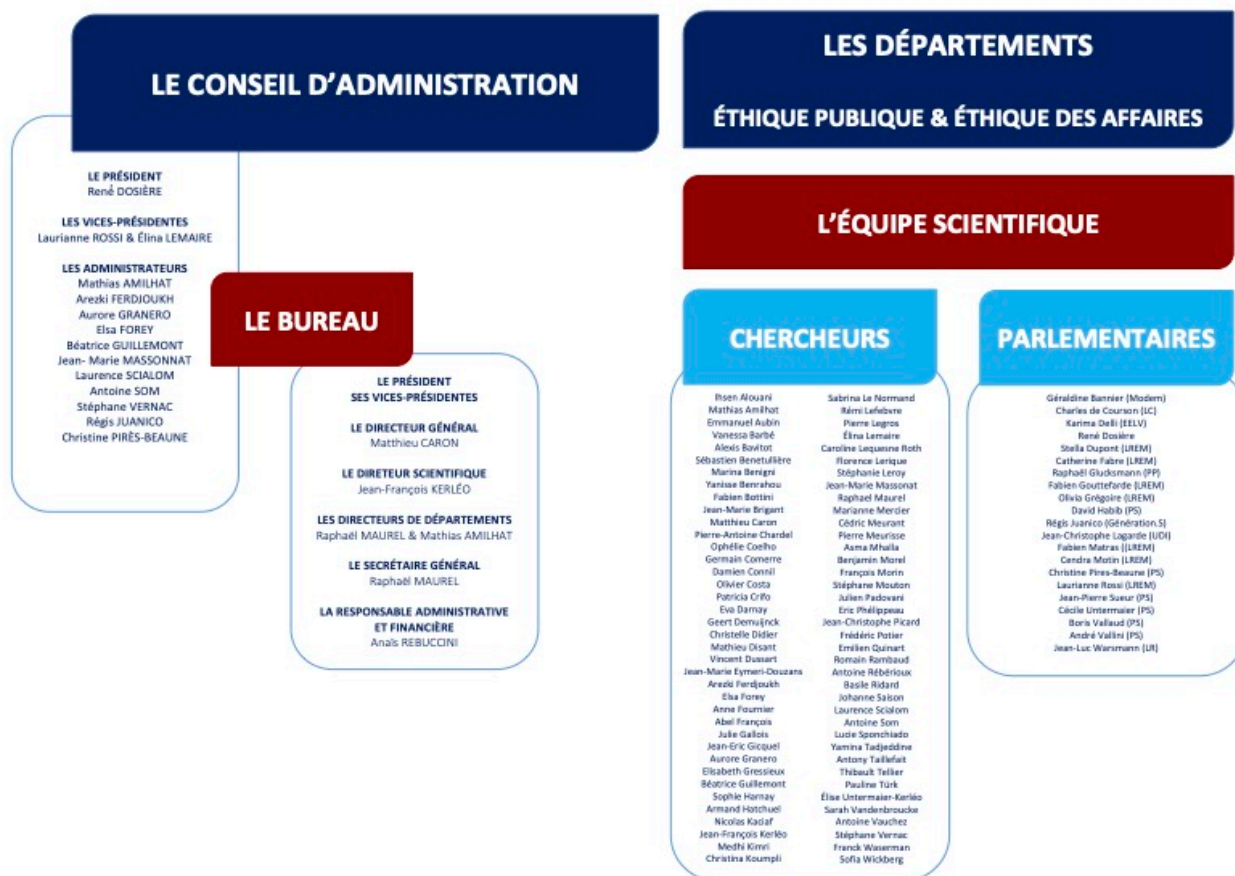 LE CONSEIL D'ADMINISTRATION
LE PRÉSIDENT
René DOSIÈRE
LES VICES-PRÉSIDENTES
Laurianne ROSSI & Élina LEMAIRE
LES ADMINISTRATEURS
Mathias AMILHAT
Arezki FERDJOUKH
Aurore GRANERO
Elsa FOREY
Béatrice GUILLEMONT
Jean- Marie MASSONNAT
Laurence SCIALOM
Antoine SOM
Stéphane VERNAC
Régis JUANICO
Christine PIRÈS-BEAUNE
LE BUREAU
LE PRÉSIDENT
SES VICES-PRÉSIDENTES
LE DIRECTEUR GÉNÉRAL
Matthieu CARON
LE DIRETEUR SCIENTIFIQUE
Jean-François KERLÉO
LES DIRECTEURS DE DÉPARTEMENTS
Raphaël MAUREL & Mathias AMILHAT
LE SECRÉTAIRE GÉNÉRAL
Raphaël MAUREL
LA RESPONSABLE ADMINISTRATIVE
ET FINANCIÈRE
Anaïs REBUCCINI
LES DÉPARTEMENTS
ÉTHIQUE PUBLIQUE & ÉTHIQUE DES AFFAIRES
L'ÉQUIPE SCIENTIFIQUE
CHERCHEURS
Ihsen Alouani
Mathias Amilhat
Emmanuel Aubin
Vanessa Barbé
Alexis Bavitot
Sébastien Benetullière
Marina Benigni
Yanisse Benrahou
Fabien Bottini
Jean-Marie Brigant
Matthieu Caron
Pierre-Antoine Chardel
Ophélie Coelho
Germain Comerre
Damien Connil
Olivier Costa
Patricia Crifo
Eva Darnay
Geert Demuijnck
Christelle Didier
Mathieu Disant
Vincent Dussart
Jean-Marie Eymeri-Douzans
Arezki Ferdjoukh
Elsa Forey
Anne Fournier
Abel François
Julie Gallois
Jean-Eric Gicquel
Aurore Granero
Elisabeth Gressieux
Béatrice Guillemont
Sophie Harnay
Armand Hatchuel
Nicolas Kaciaf
Jean-François Kerléo
Medhi Kimri
Christina Koumpli
Sabrina Le Normand
Rémi Lefebvre
Pierre Legros
Élina Lemaire
Caroline Lequesne Roth
Florence Lerique
Stéphanie Leroy
Jean-Marie Massonat
Raphael Maurel
Marianne Mercier
Cédric Meurant
Pierre Meurisse
Asma Mhalla
Benjamin Morel
François Morin
Stéphane Mouton
Julien Padovani
Eric Phélippeau
Jean-Christophe Picard
Frédéric Potier
Emilien Quinart
Romain Rambaud
Antoine Rébérioux
Basile Ridard
Johanne Saison
Laurence Scialom
Antoine Som
Lucie Sponchiado
Yamina Tadjeddine
Antony Taillefait
Thibault Tellier
Pauline Türk
Élise Untermaier-Kerléo
Sarah Vandenbroucke
Antoine Vauchez
Stéphane Vernac
Franck Waserman
Sofia Wickberg
PARLEMENTAIRES
Géraldine Bannier (Modem)
Charles de Courson (LC)
Karima Delli (EELV)
René Dosière
Stella Dupont (LREM)
Catherine Fabre (LREM)
Raphaël Glucksmann (PP)
Fabien Gouttefarde (LREM)
Olivia Grégoire (LREM)
David Habib (PS)
Régis Juanico (Génération.S)
Jean-Christophe Lagarde (UDI)
Fabien Matras ((LREM)
Cendra Motin (LREM)
Christine Pires-Beaune (PS)
Laurianne Rossi (LREM)
Jean-Pierre Sueur (PS)
Cécile Untermaier (PS)
Boris Vallaud (PS)
André Vallini (PS)
Jean-Luc Warsmann (LR)